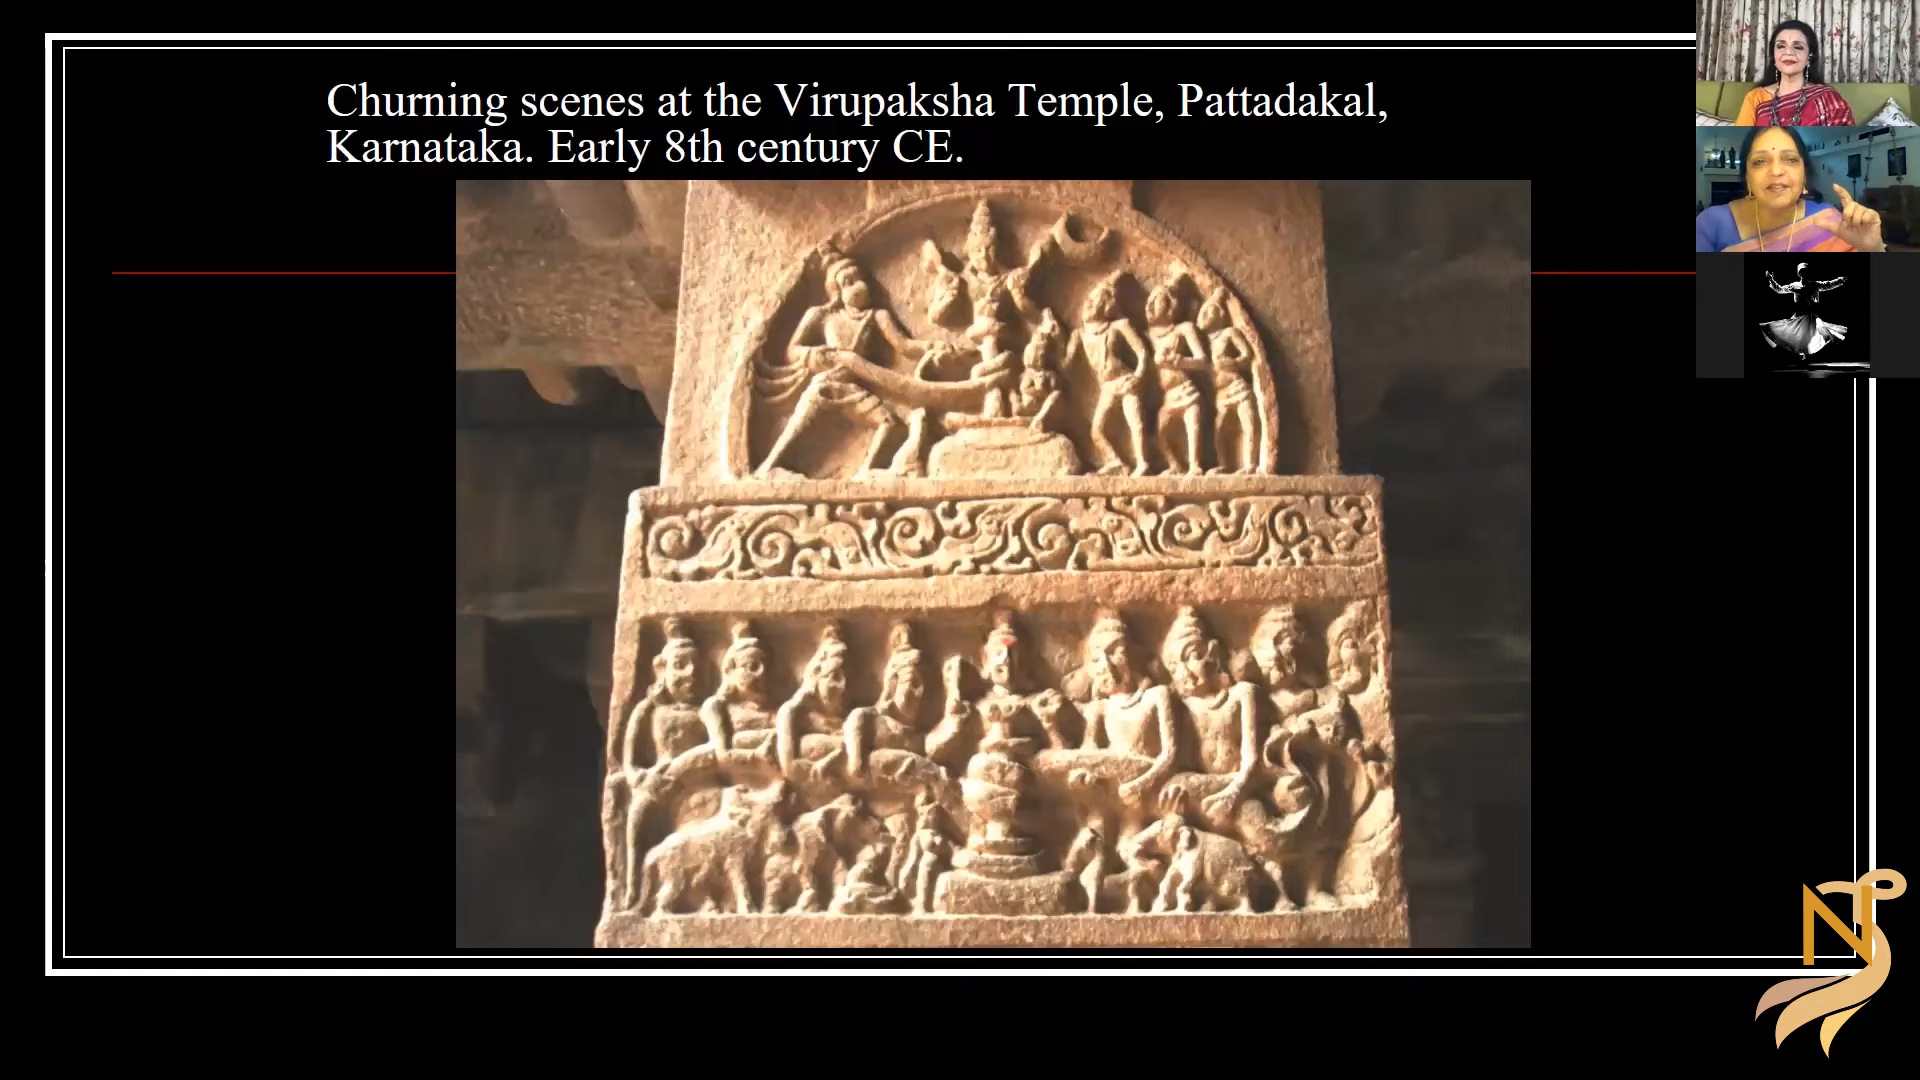 Churning scenes at the Virupaksha Temple, Pattadakal,
Karnataka. Early 8th century CE.
N